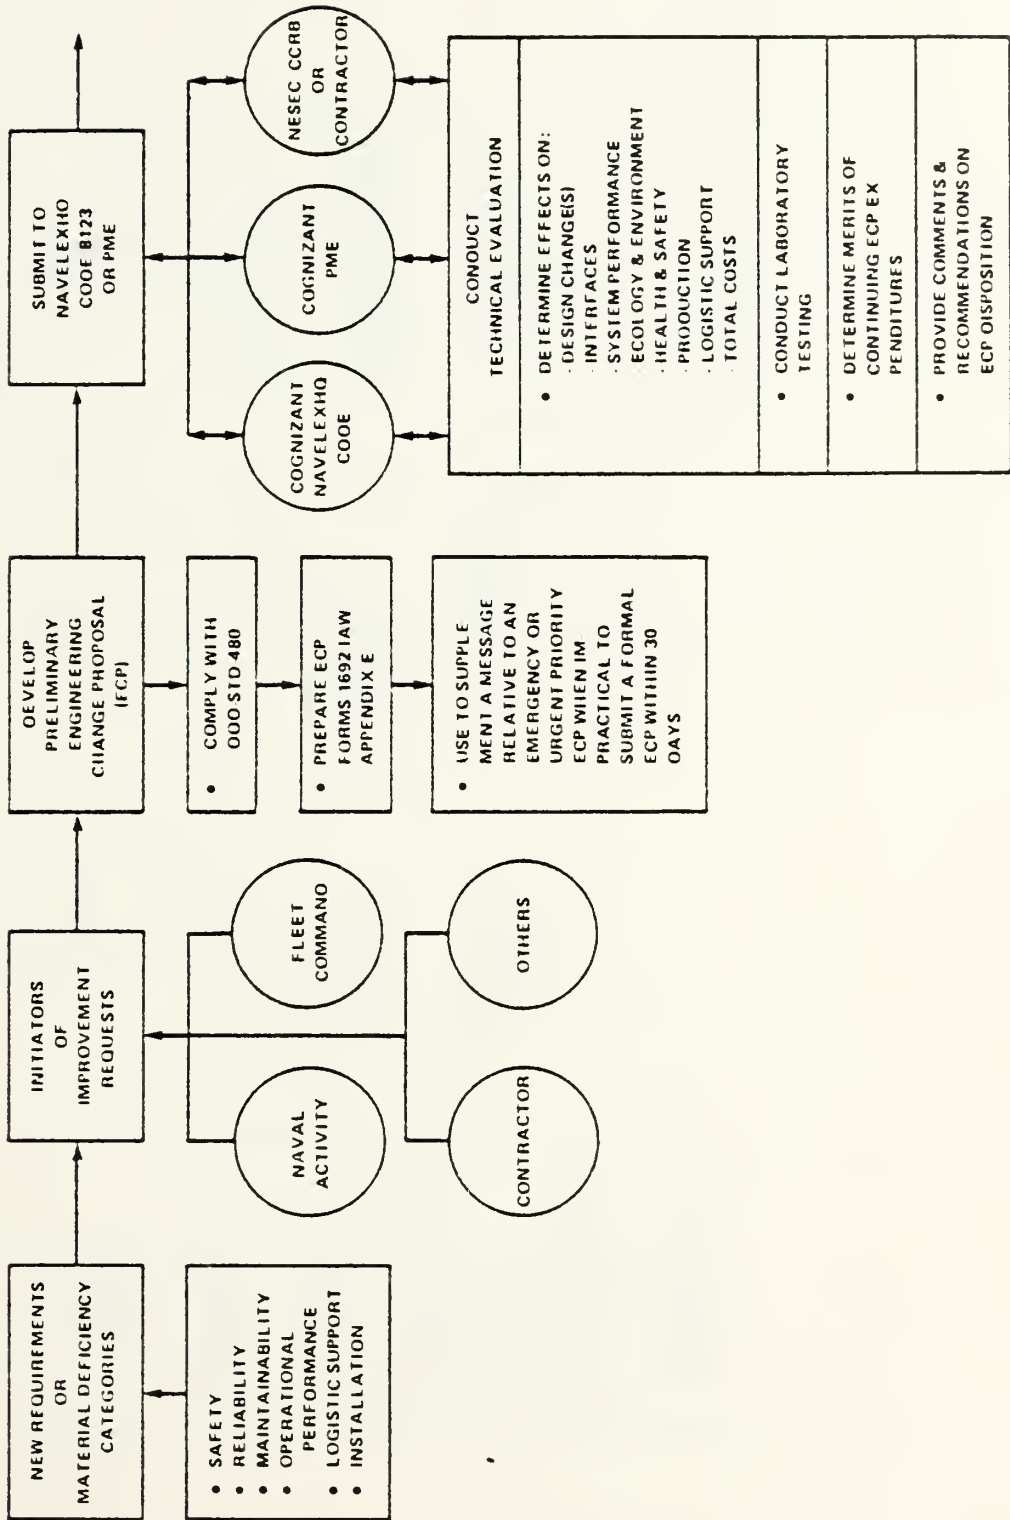 NEW REQUIREMENTS
OR
MATERIAL DEFICIENCY
CATEGORIES
• SAFETY
• RELIABILITY
• MAINTAINABILITY
• OPERATIONAL
PERFORMANCE
• LOGISTIC SUPPORT
• INSTALLATION
INITIATORS
OF
IMPROVEMENT
REQUESTS
NAVAL
ACTIVITY
FLEET
COMMAND
CONTRACTOR
OTHERS
DEVELOP
PRELIMINARY
ENGINEERING
CHANGE PROPOSAL
(ECP)
• COMPLY WITH
DOD-STD-480
• PREPARE ECP
FORMS 1692 IAW
APPENDIX E
• USE TO SUPPLE
MENT A MESSAGE
RELATIVE TO AN
EMERGENCY OR
URGENT PRIORITY
ECP WHEN IM-
PRACTICAL TO
SUBMIT A FORMAL
ECP WITHIN 30
DAYS
SUBMIT TO
NAVELEXHQ
CODE 8123
OR PME
COGNIZANT
NAVELEXHQ
CODE
COGNIZANT
PME
NESEC CCRB
OR
CONTRACTOR
CONDUCT
TECHNICAL EVALUATION
• DETERMINE EFFECTS ON:
- DESIGN CHANGE(S)
- INTERFACES
- SYSTEM PERFORMANCE
- ECOLOGY & ENVIRONMENT
- HEALTH & SAFETY
- PRODUCTION
- LOGISTIC SUPPORT
- TOTAL COSTS
• CONDUCT LABORATORY
TESTING
• DETERMINE MERITS OF
CONTINUING ECP EX
PENDITURES
• PROVIDE COMMENTS &
RECOMMENDATIONS ON
ECP DISPOSITION